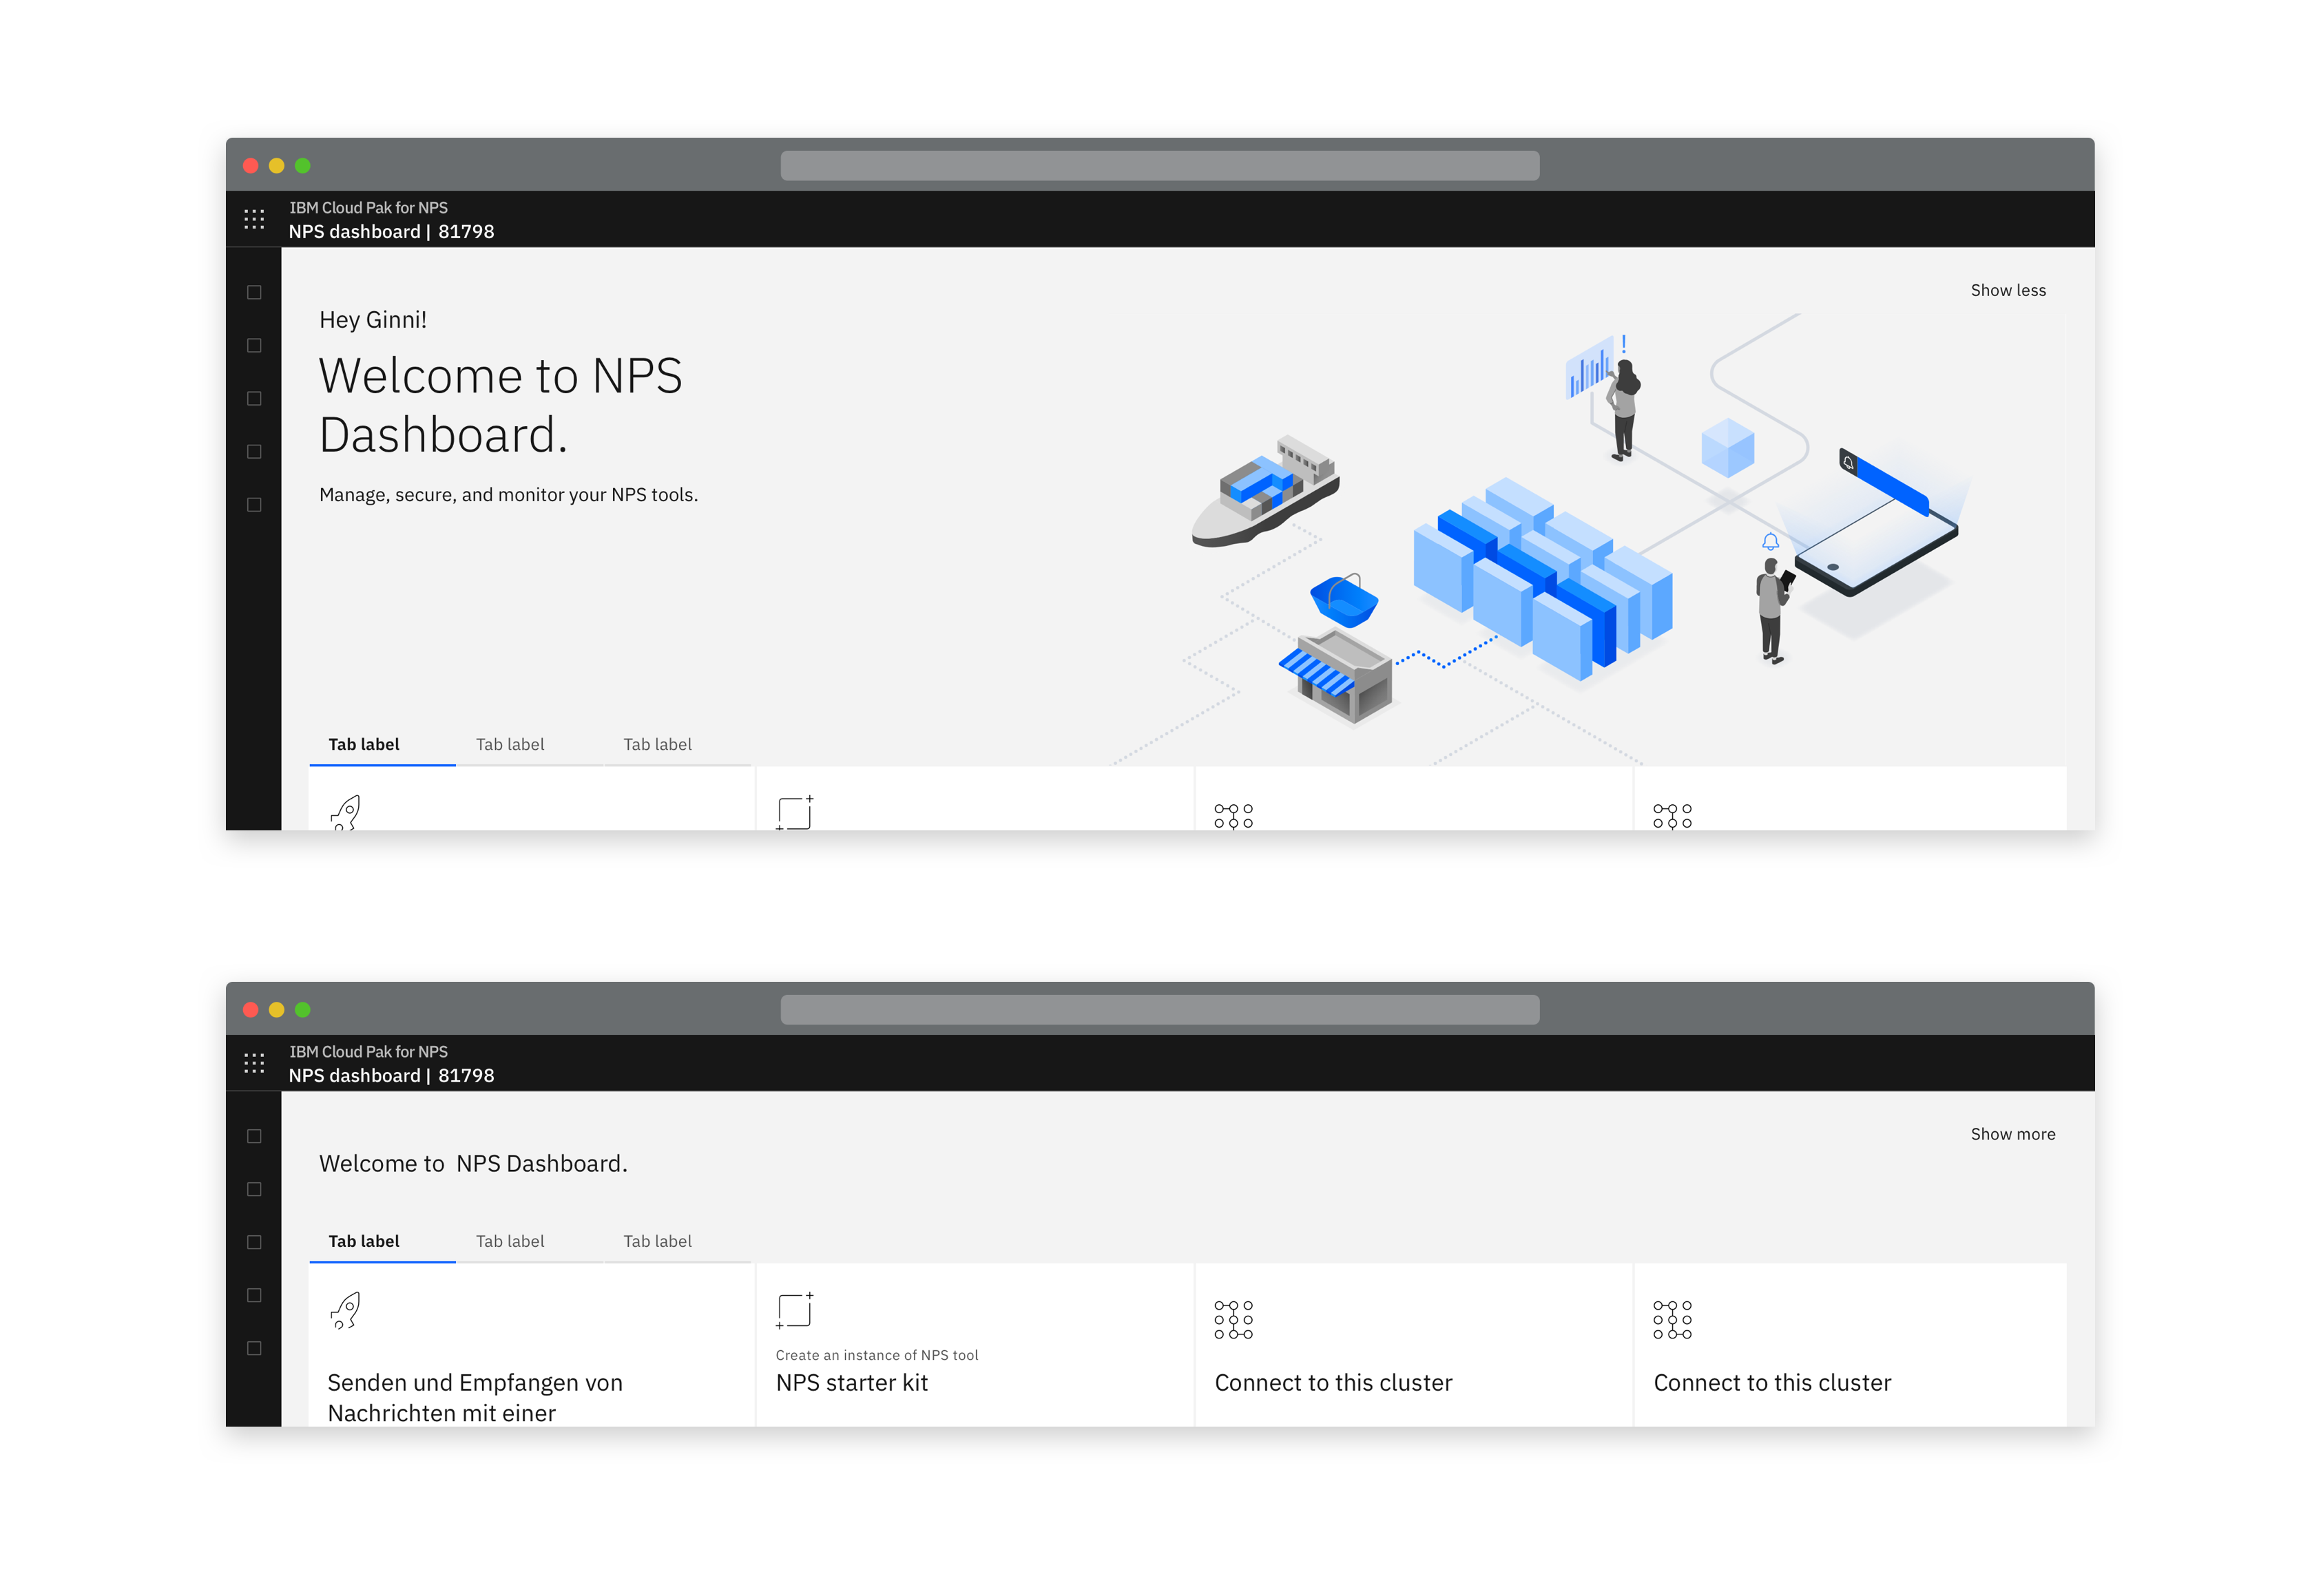 IBM Cloud Pak for NPS
NPS dashboard | 81798
Show less
Hey Ginni!
Welcome to NPS
Dashboard.
Manage, secure, and monitor your NPS tools.
!
Tab label
Tab label
Tab label
IBM Cloud Pak for NPS
NPS dashboard | 81798
Show more
Welcome to NPS Dashboard.
Tab label
Tab label
Tab label
Senden und Empfangen von
Nachrichten mit einer
Create an instance of NPS tool
NPS starter kit
Connect to this cluster
Connect to this cluster